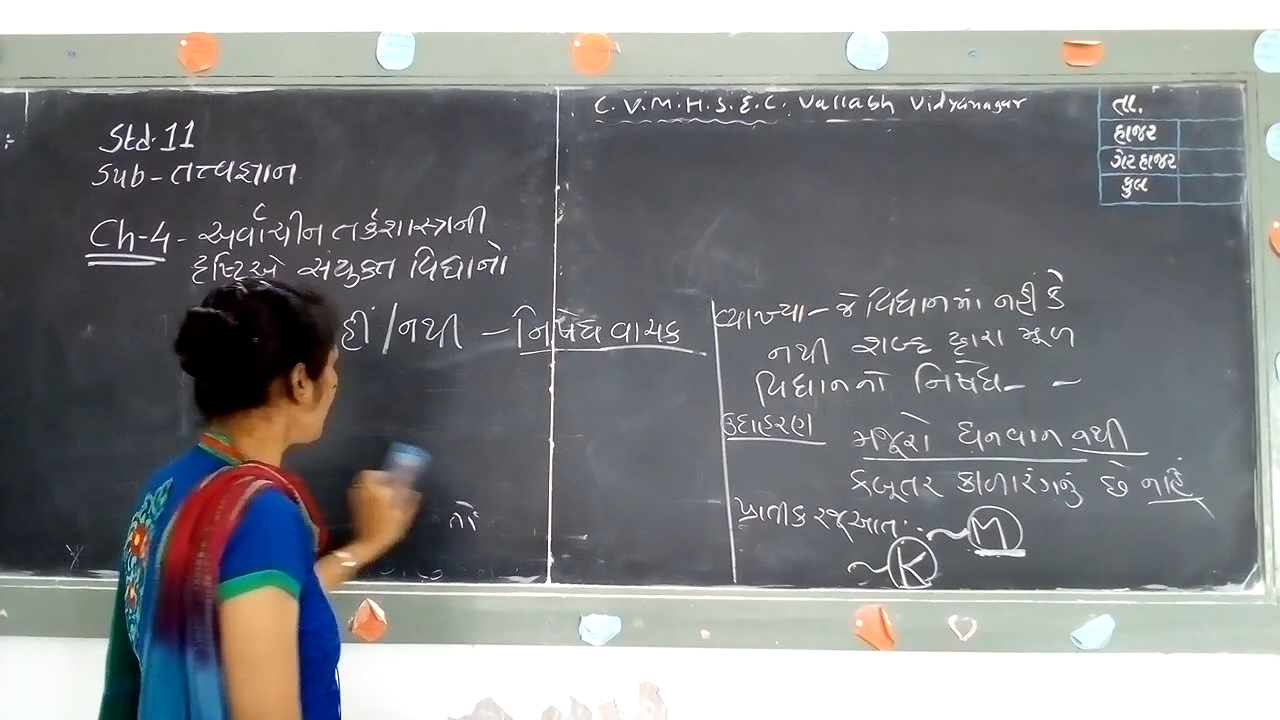 C.V.M.H.S.E.C. Vallabh Vidyanagar
તા.
હાજર
ગેરહાજર
કુલ
Std-11
Sub - તત્ત્વજ્ઞાન
Ch-4 - અર્વાચીન તર્કશાસ્ત્રની
દૃષ્ટિએ સંયુક્ત વિધાનો
હીં / નથી - નિષેધવાચક
વ્યાખ્યા - જે વિધાનમાં નહીં કે
નથી શબ્દ દ્વારા મૂળ
વિધાનનો નિષેધ - -
ઉદાહરણ
મજૂરો ધનવાન નથી
કબૂતર કાળારંગનું છે નહિં
પ્રતીક રજૂઆત:
~ M
~ K
તો